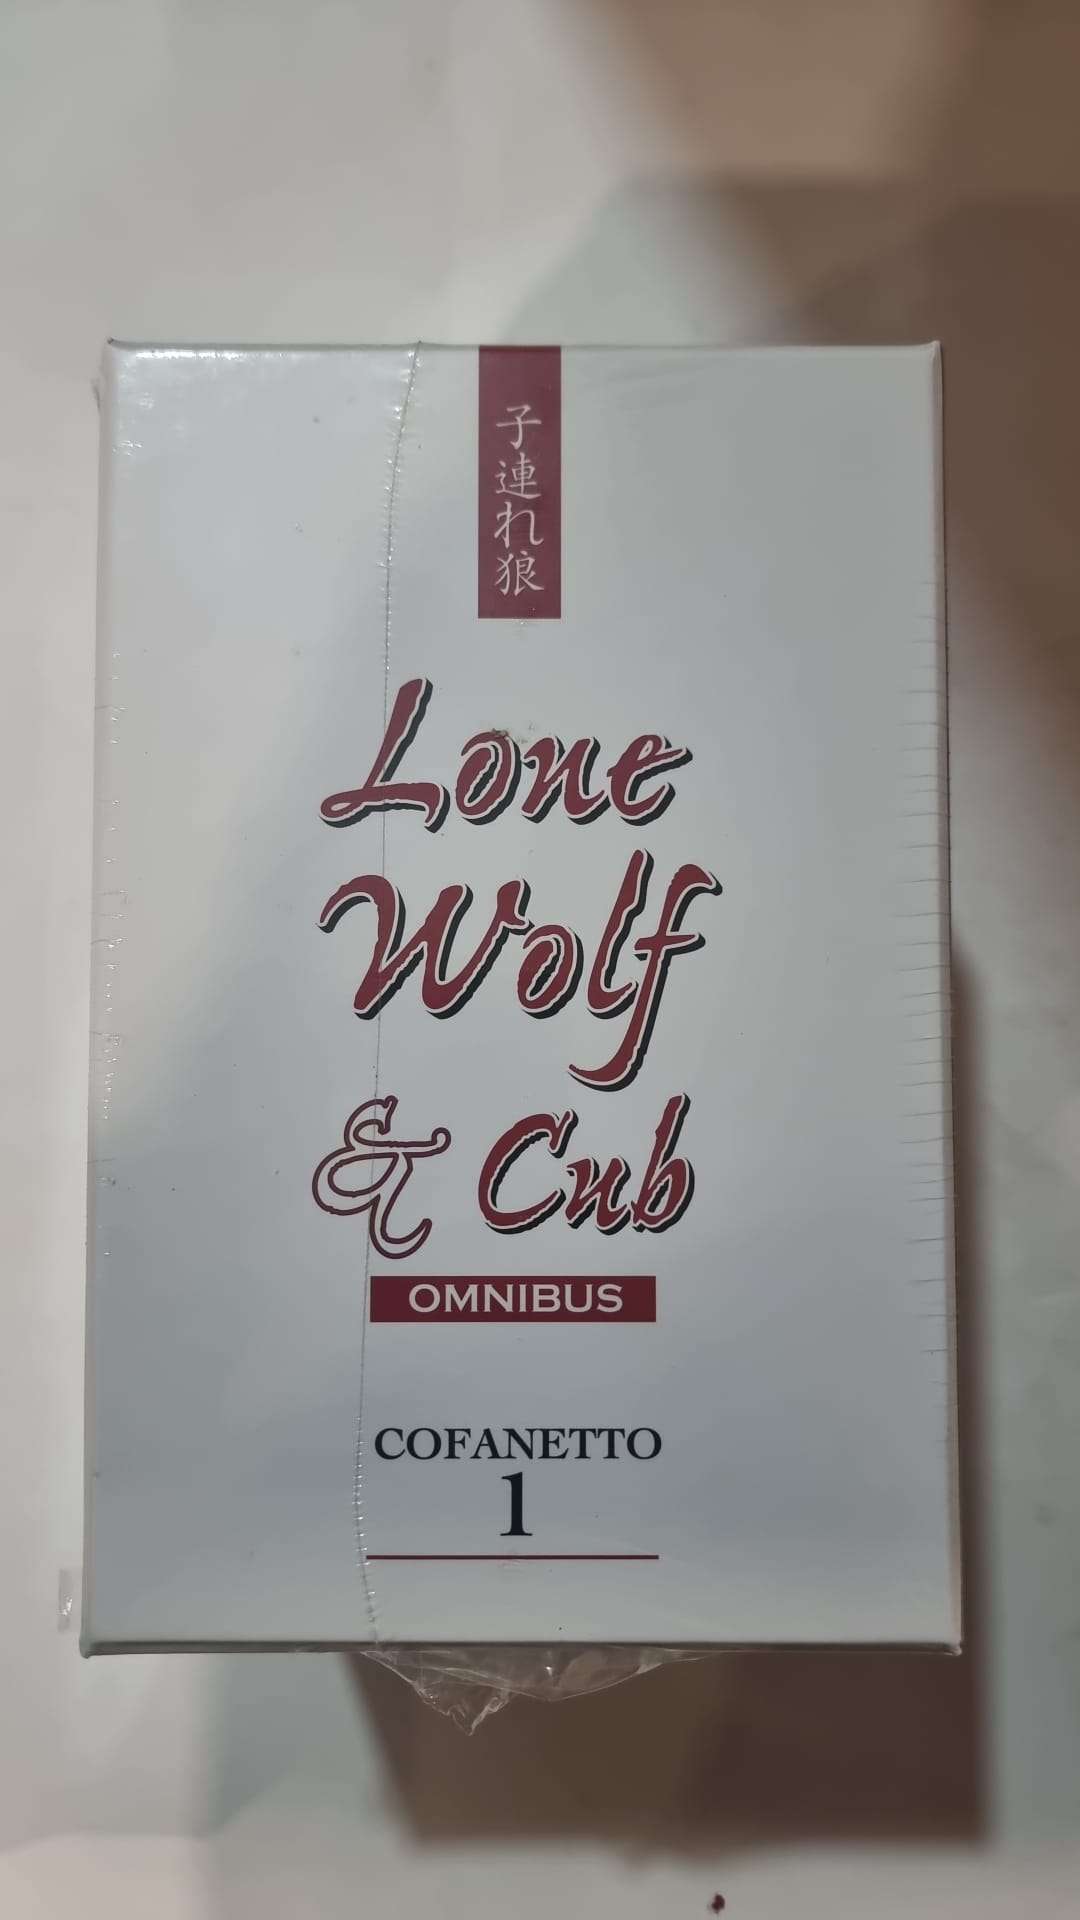 子連れ狼
Lone
Wolf
& Cub
OMNIBUS
COFANETTO
1